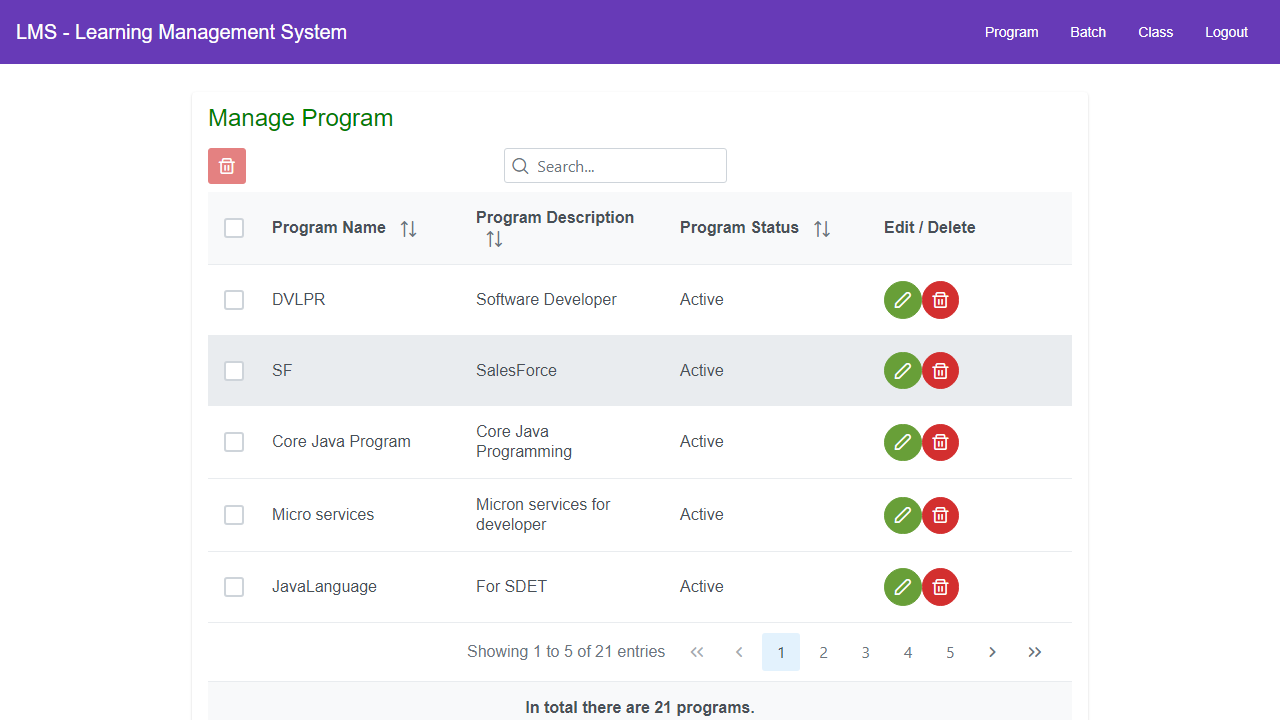 LMS - Learning Management System
Program Batch Class Logout
Manage Program
Search...
Program Name Program Description Program Status Edit / Delete
DVLPR Software Developer Active
SF SalesForce Active
Core Java Program Core Java Programming Active
Micro services Micron services for developer Active
JavaLanguage For SDET Active
Showing 1 to 5 of 21 entries 1 2 3 4 5
In total there are 21 programs.